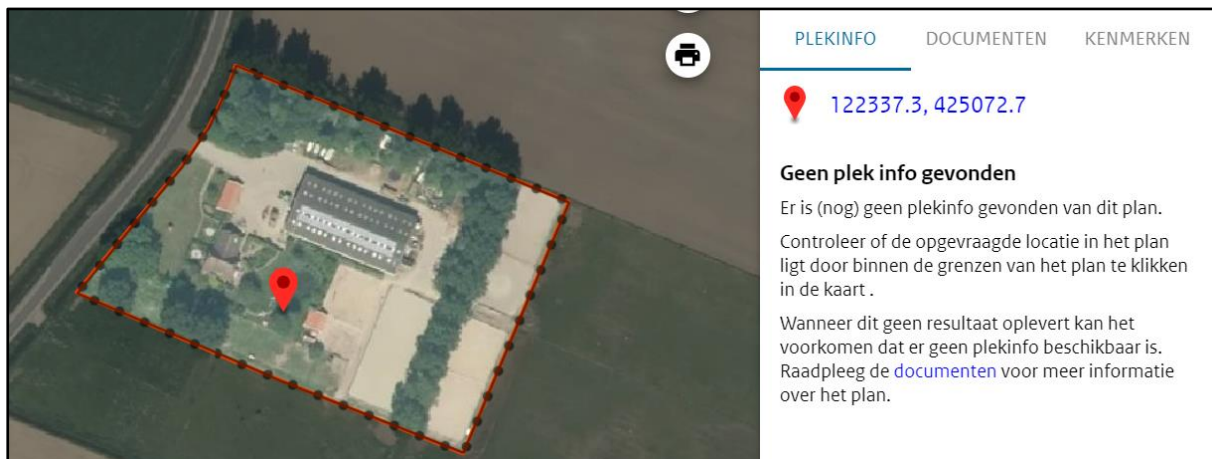 PLEKINFO DOCUMENTEN KENMERKEN
122337.3, 425072.7
Geen plek info gevonden
Er is (nog) geen plekinfo gevonden van dit plan.
Controleer of de opgevraagde locatie in het plan
ligt door binnen de grenzen van het plan te klikken
in de kaart .
Wanneer dit geen resultaat oplevert kan het
voorkomen dat er geen plekinfo beschikbaar is.
Raadpleeg de documenten voor meer informatie
over het plan.